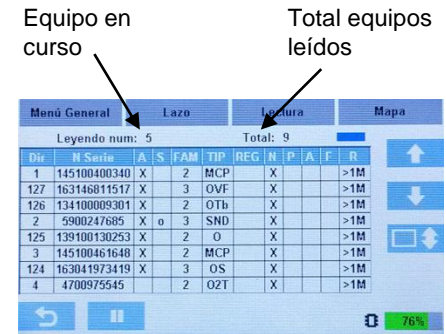 Equipo en curso
Total equipos leídos
Menú General Lazo Lectura Mapa
Leyendo num: 5 Total: 9
Dir N Serie A S FAM TIP REG N P A F R
1 145100400340 X 2 MCP X >1M
127 163146811517 X 3 OVF X >1M
126 134100009301 X 2 OTb X >1M
2 5900247685 X o 3 SND X >1M
125 139100130253 X 2 O X >1M
3 145100461648 X 2 MCP X >1M
124 163041973419 X 3 OS X >1M
4 4700975545 2 O2T X >1M
76%